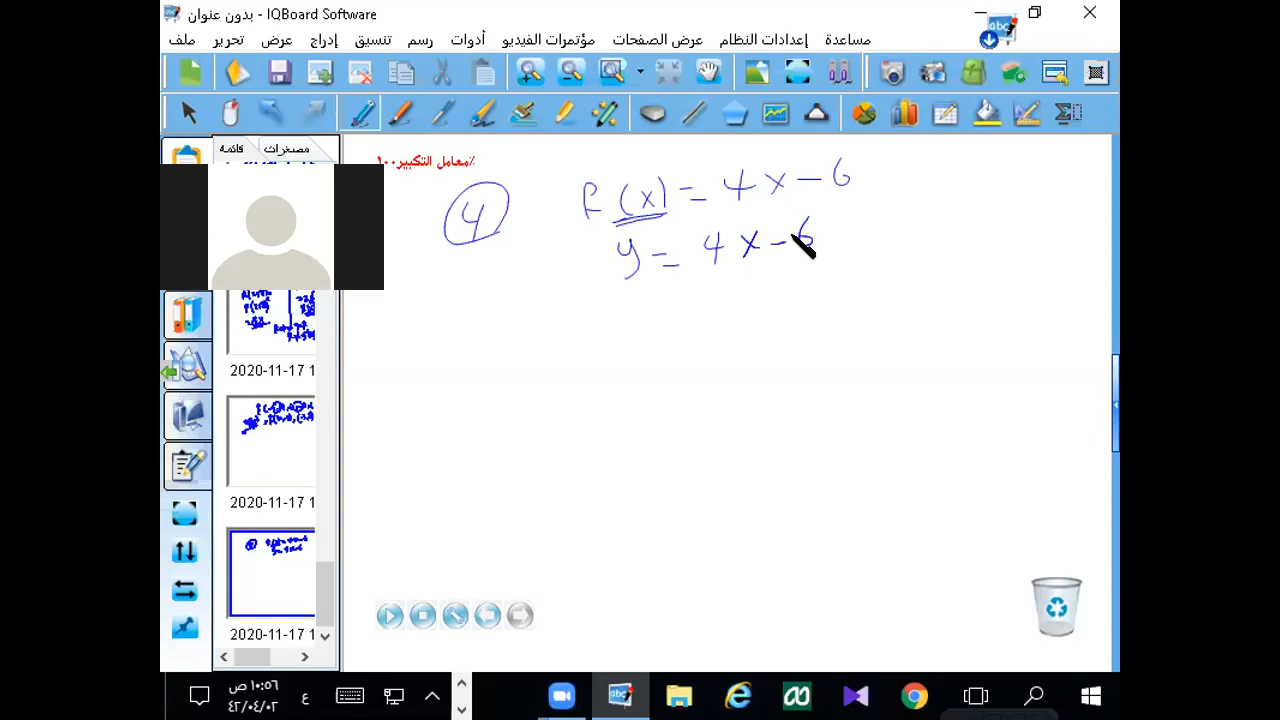 بدون عنوان - IQBoard Software
ملف تحرير عرض إدراج تنسيق رسم أدوات مؤتمرات الفيديو عرض الصفحات إعدادات النظام مساعدة
قائمة مصغرات
معامل التكبير١٠٠٪
④ f(x) = 4x - 6
y = 4x - 6
2020-11-17 1
2020-11-17 1
2020-11-17 1
١٠:٥٦ ص
٤٢/٠٤/٠٢
ع